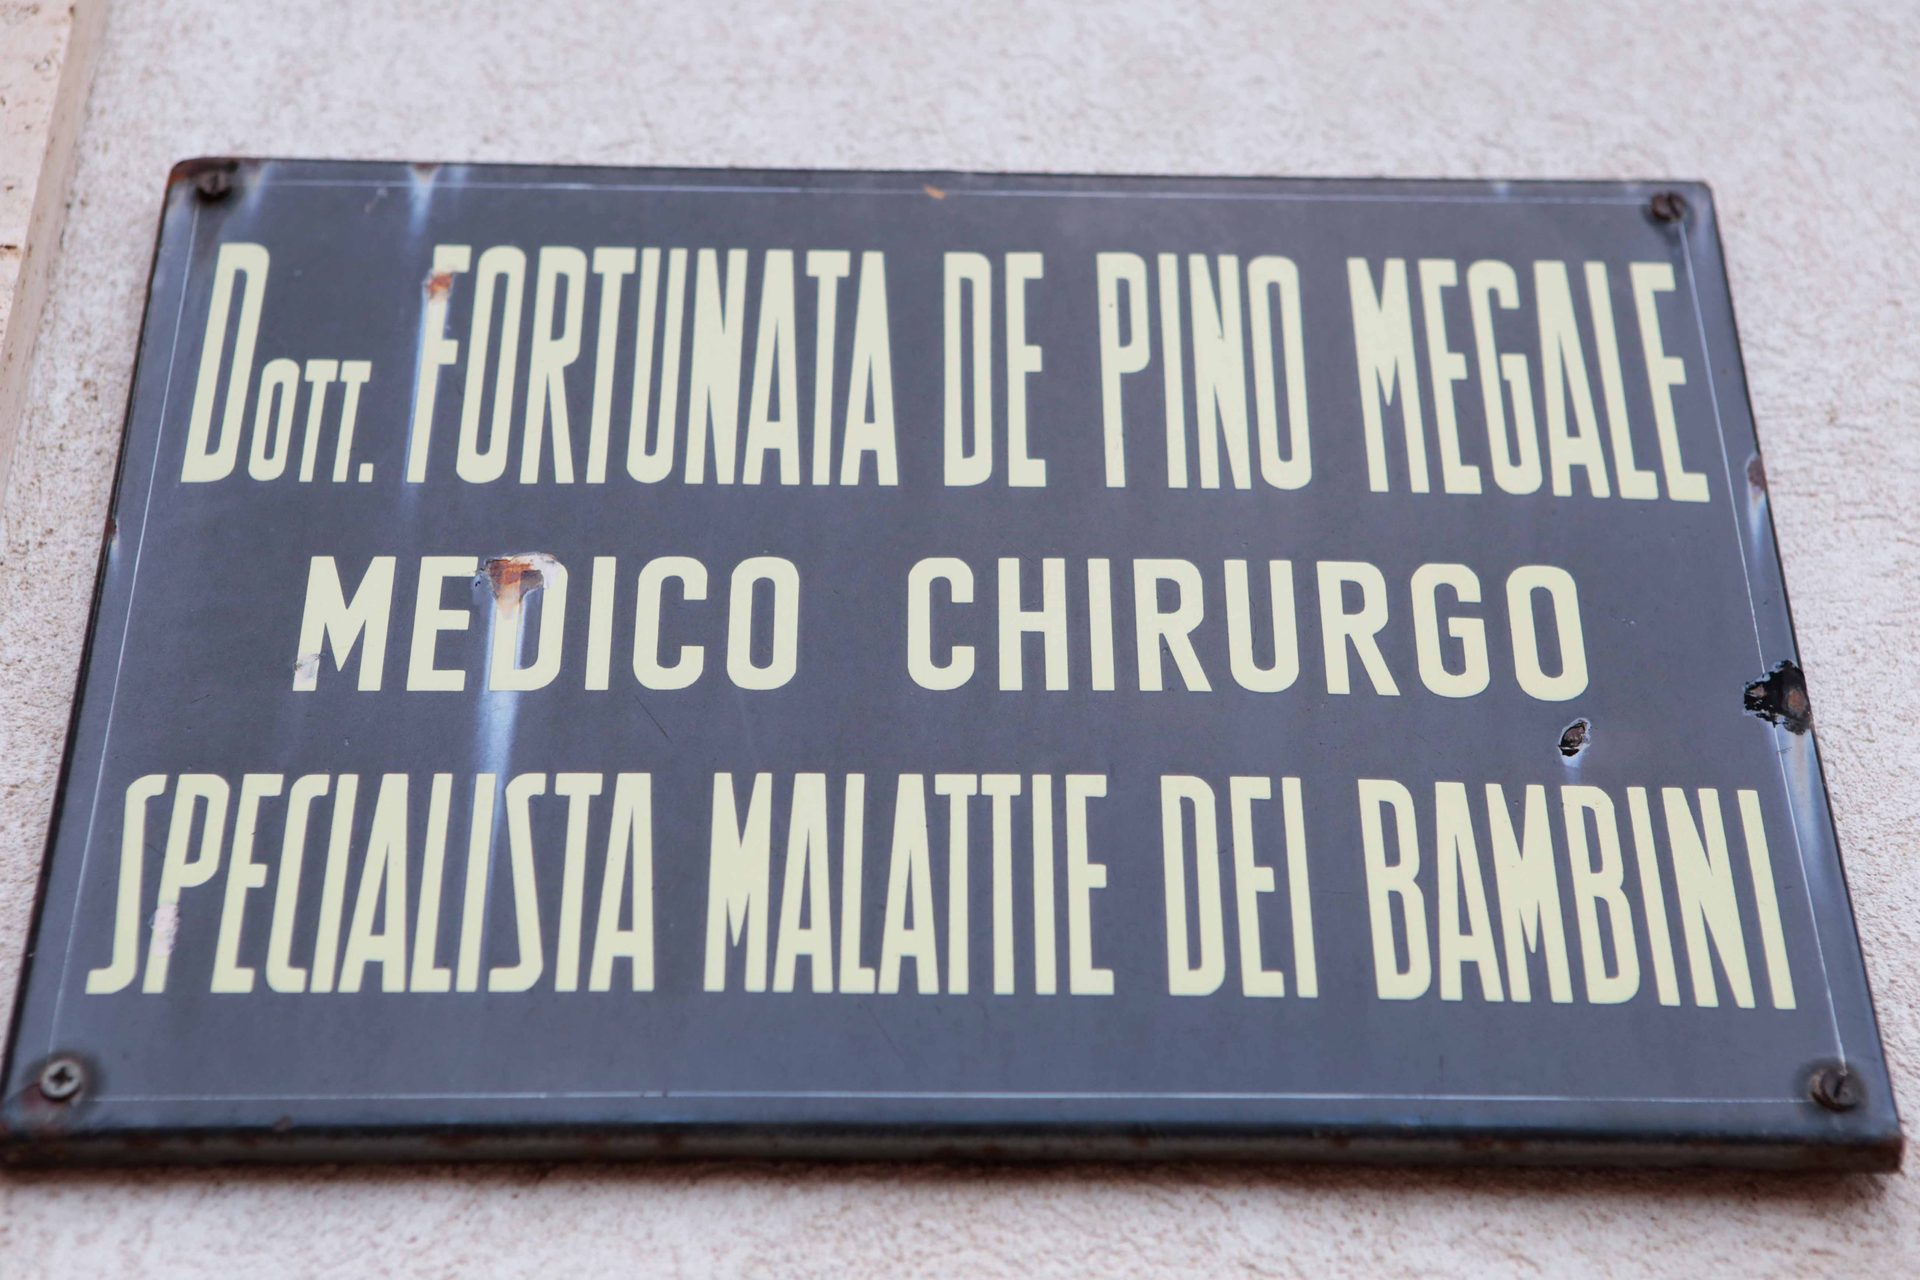 Dott. FORTUNATA DE PINO MEGALE
MEDICO CHIRURGO
SPECIALISTA MALATTIE DEI BAMBINI